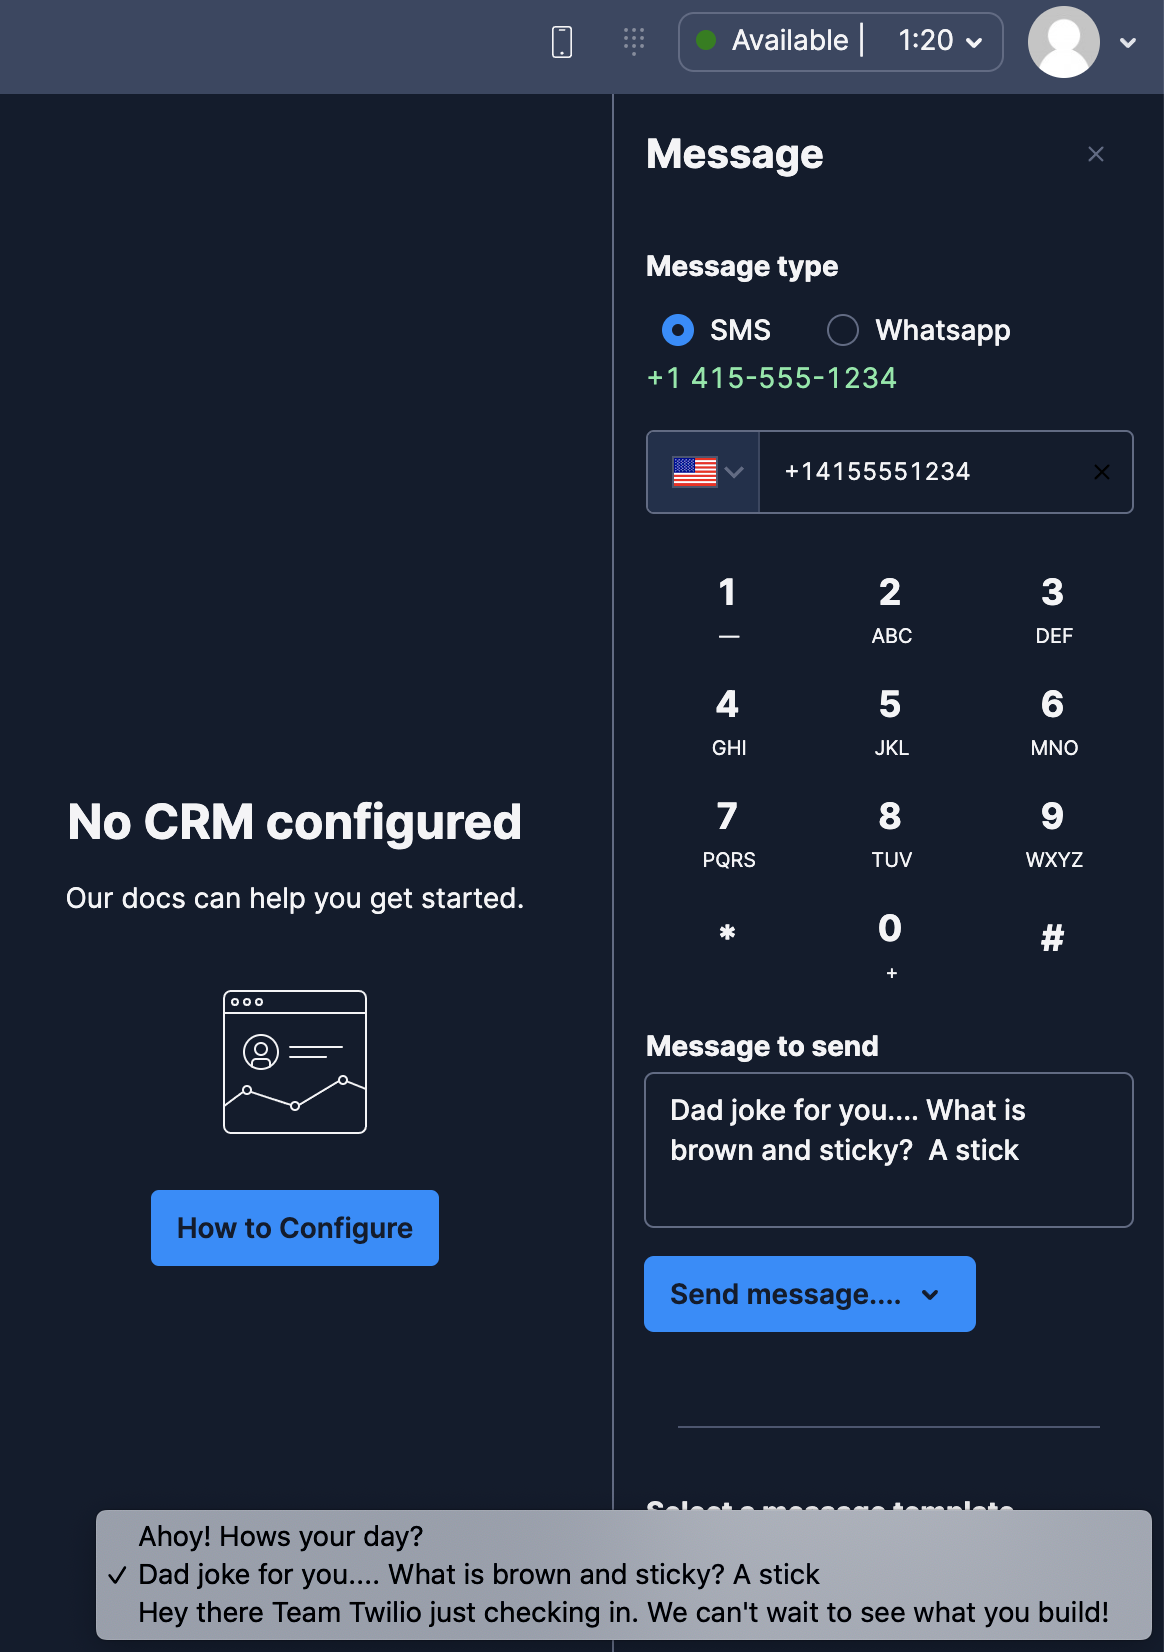 Available | 1:20
Message
Message type
SMS Whatsapp
+1 415-555-1234
+14155551234
1 2 3
— ABC DEF
4 5 6
GHI JKL MNO
7 8 9
PQRS TUV WXYZ
* 0 #
+
No CRM configured
Our docs can help you get started.
How to Configure
Message to send
Dad joke for you.... What is
brown and sticky?  A stick
Send message....
Select a message template
Ahoy! Hows your day?
✓ Dad joke for you.... What is brown and sticky? A stick
Hey there Team Twilio just checking in. We can't wait to see what you build!